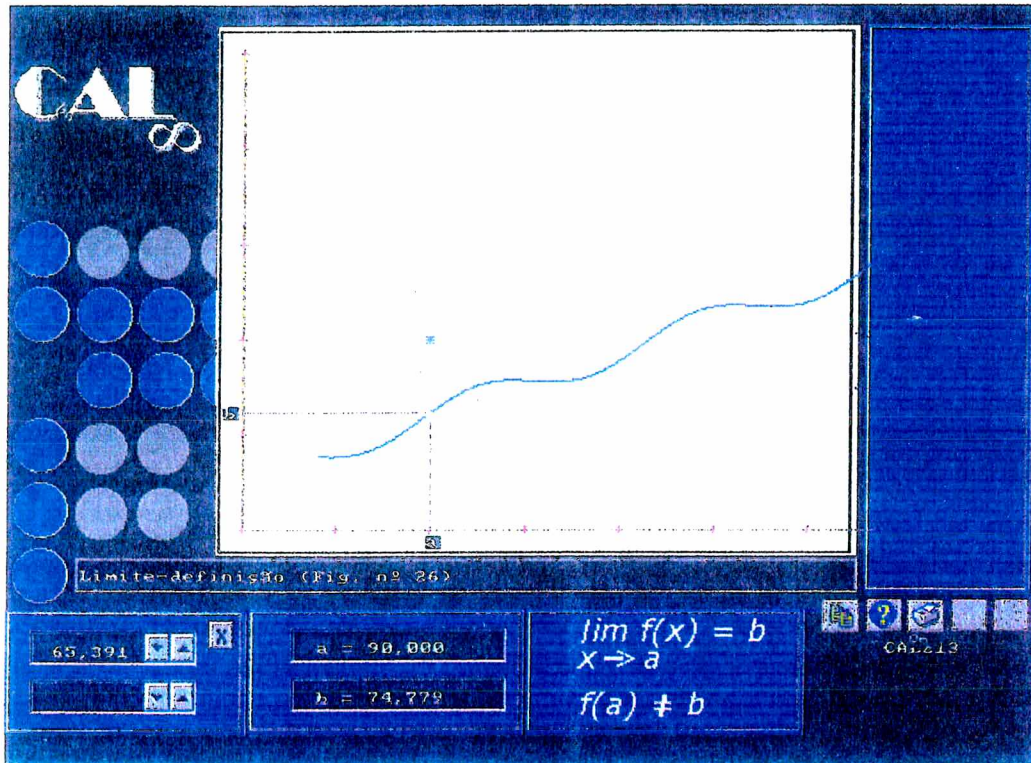 CAL
∞
b
a
Limite-definição (Fig. nº 26)
65,391
X
a = 90,000
b = 74,779
lim f(x) = b
x -> a
f(a) ≠ b
?